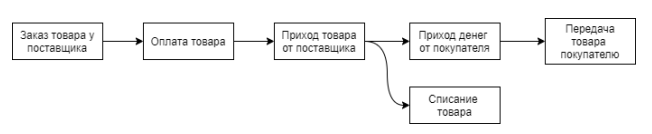 Заказ товара у
поставщика
Оплата товара
Приход товара
от поставщика
Приход денег
от покупателя
Передача
товара
покупателю
Списание
товара